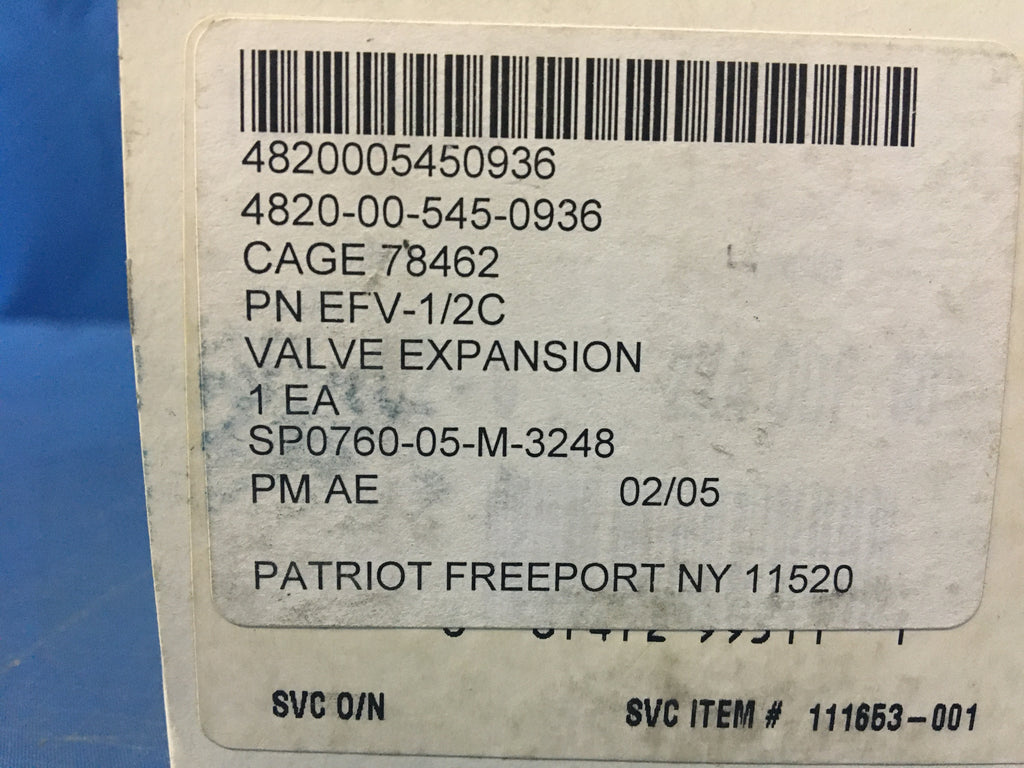 4820005450936
4820-00-545-0936
CAGE 78462
PN EFV-1/2C
VALVE EXPANSION
1 EA
SP0760-05-M-3248
PM AE 02/05
PATRIOT FREEPORT NY 11520
SVC O/N
SVC ITEM # 111653-001